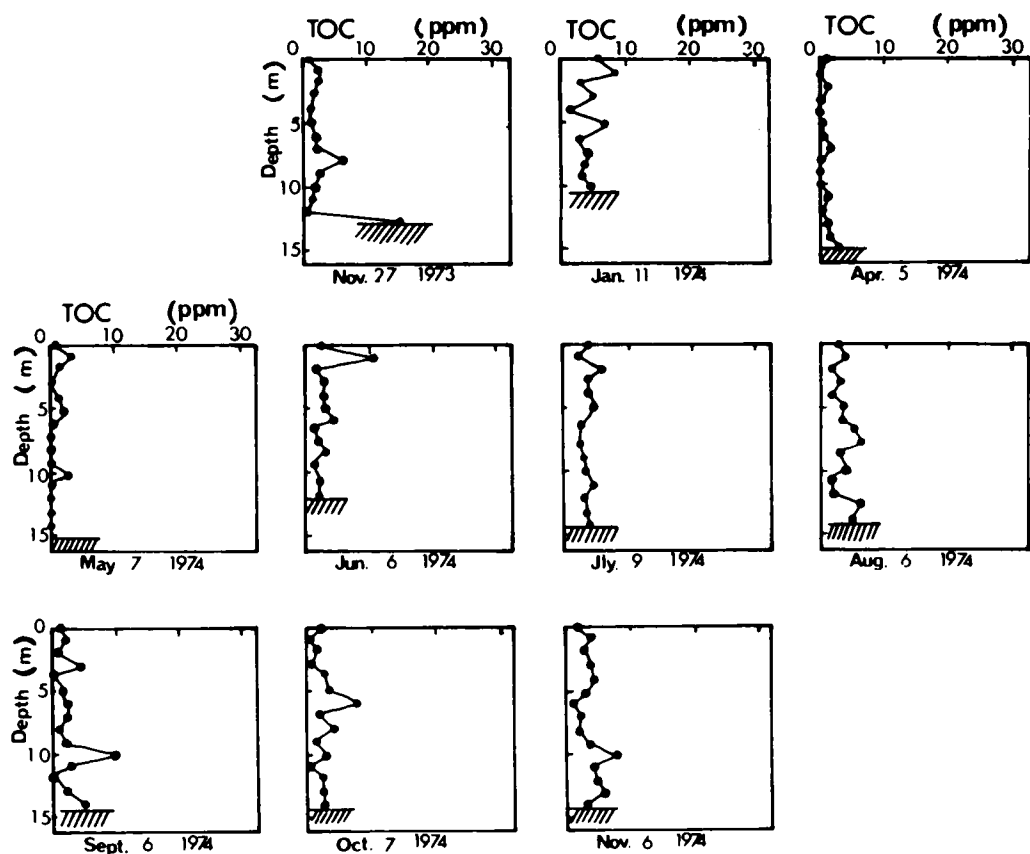 TOC (ppm) TOC (ppm) TOC (ppm)
0 10 20 30 0 10 20 30 0 10 20 30
Depth (m)
5
10
15
Nov. 27 1973 Jan. 11 1974 Apr. 5 1974
TOC (ppm)
0 10 20 30
Depth (m)
5
10
15
May 7 1974 Jun. 6 1974 Jly. 9 1974 Aug. 6 1974
0
Depth (m)
5
10
15
Sept. 6 1974 Oct. 7 1974 Nov. 6 1974